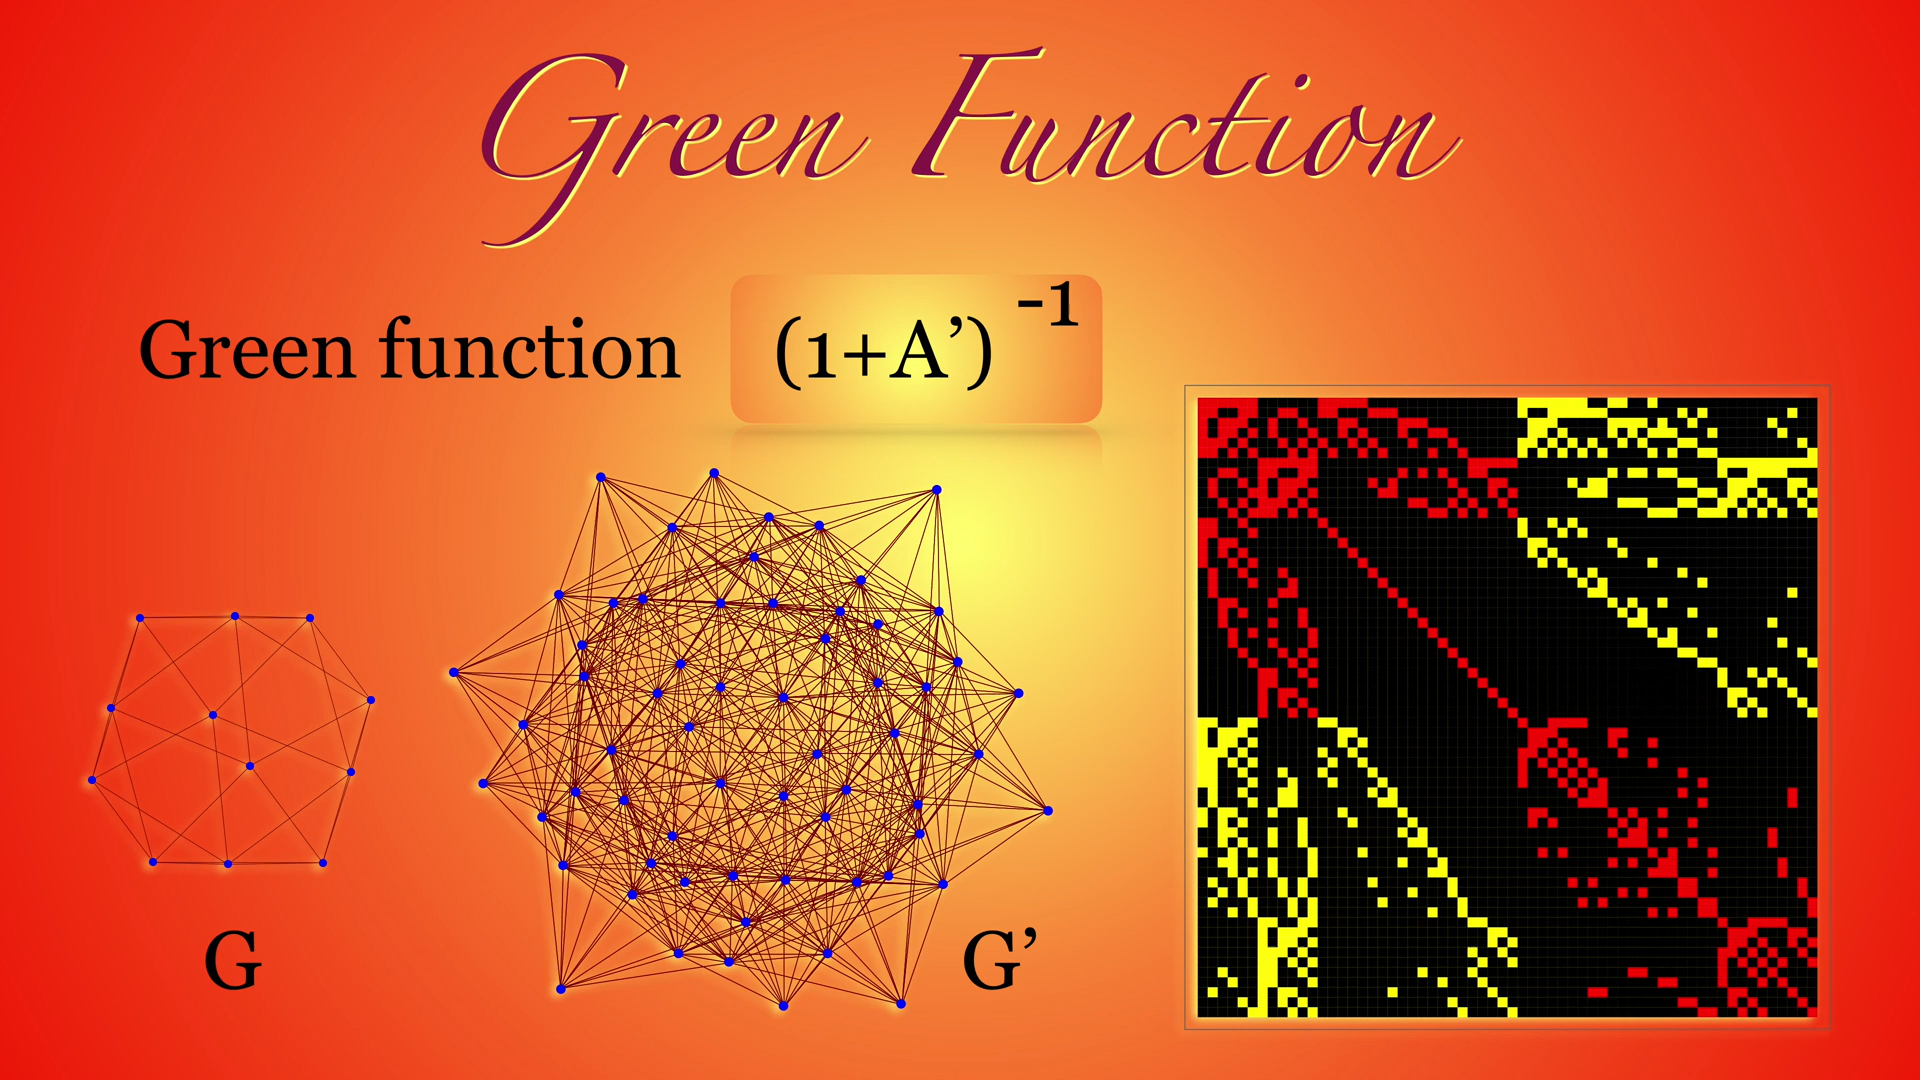 Green Function
Green function (1+A’)⁻¹
G
G’